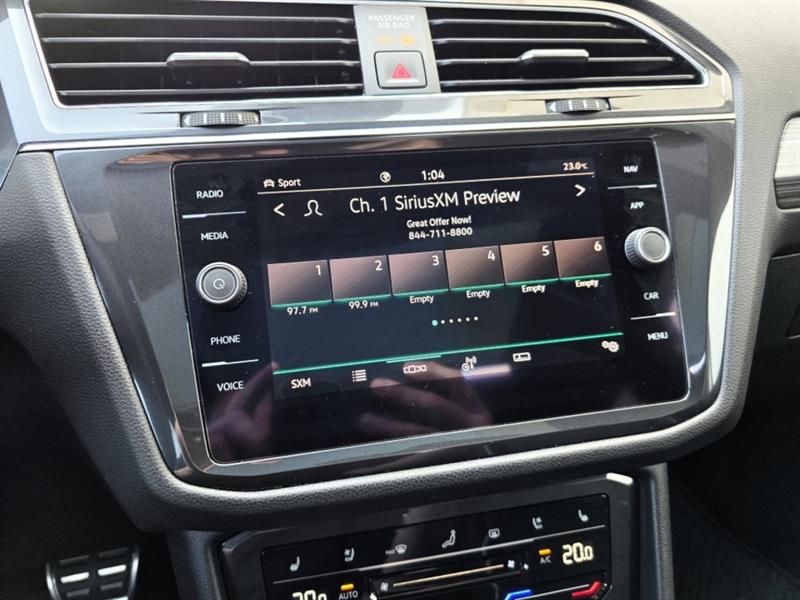 PASSENGER
AIR BAG
RADIO
MEDIA
PHONE
VOICE
Sport
1:04
23.0°C
Ch. 1 SiriusXM Preview
Great Offer Now!
844-711-8800
1 2 3 4 5 6
97.7 FM 99.9 FM Empty Empty Empty Empty
SXM
NAV
APP
CAR
MENU
MAX
AUTO
A/C
20.0